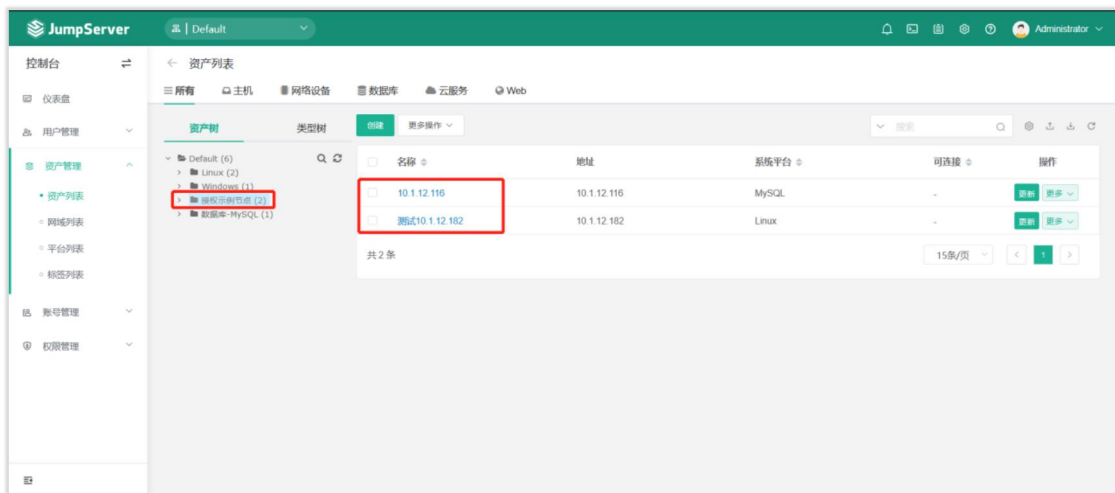 JumpServer
Default
Administrator
控制台
资产列表
所有 主机 网络设备 数据库 云服务 Web
仪表盘
用户管理
资产管理
资产列表
网域列表
平台列表
标签列表
账号管理
权限管理
资产树 类型树
Default (6)
Linux (2)
Windows (1)
授权示例节点 (2)
数据库-MySQL (1)
创建 更多操作 搜索
名称 地址 系统平台 可连接 操作
10.1.12.116 10.1.12.116 MySQL - 更新 更多
测试10.1.12.182 10.1.12.182 Linux - 更新 更多
共 2 条 15条/页 1